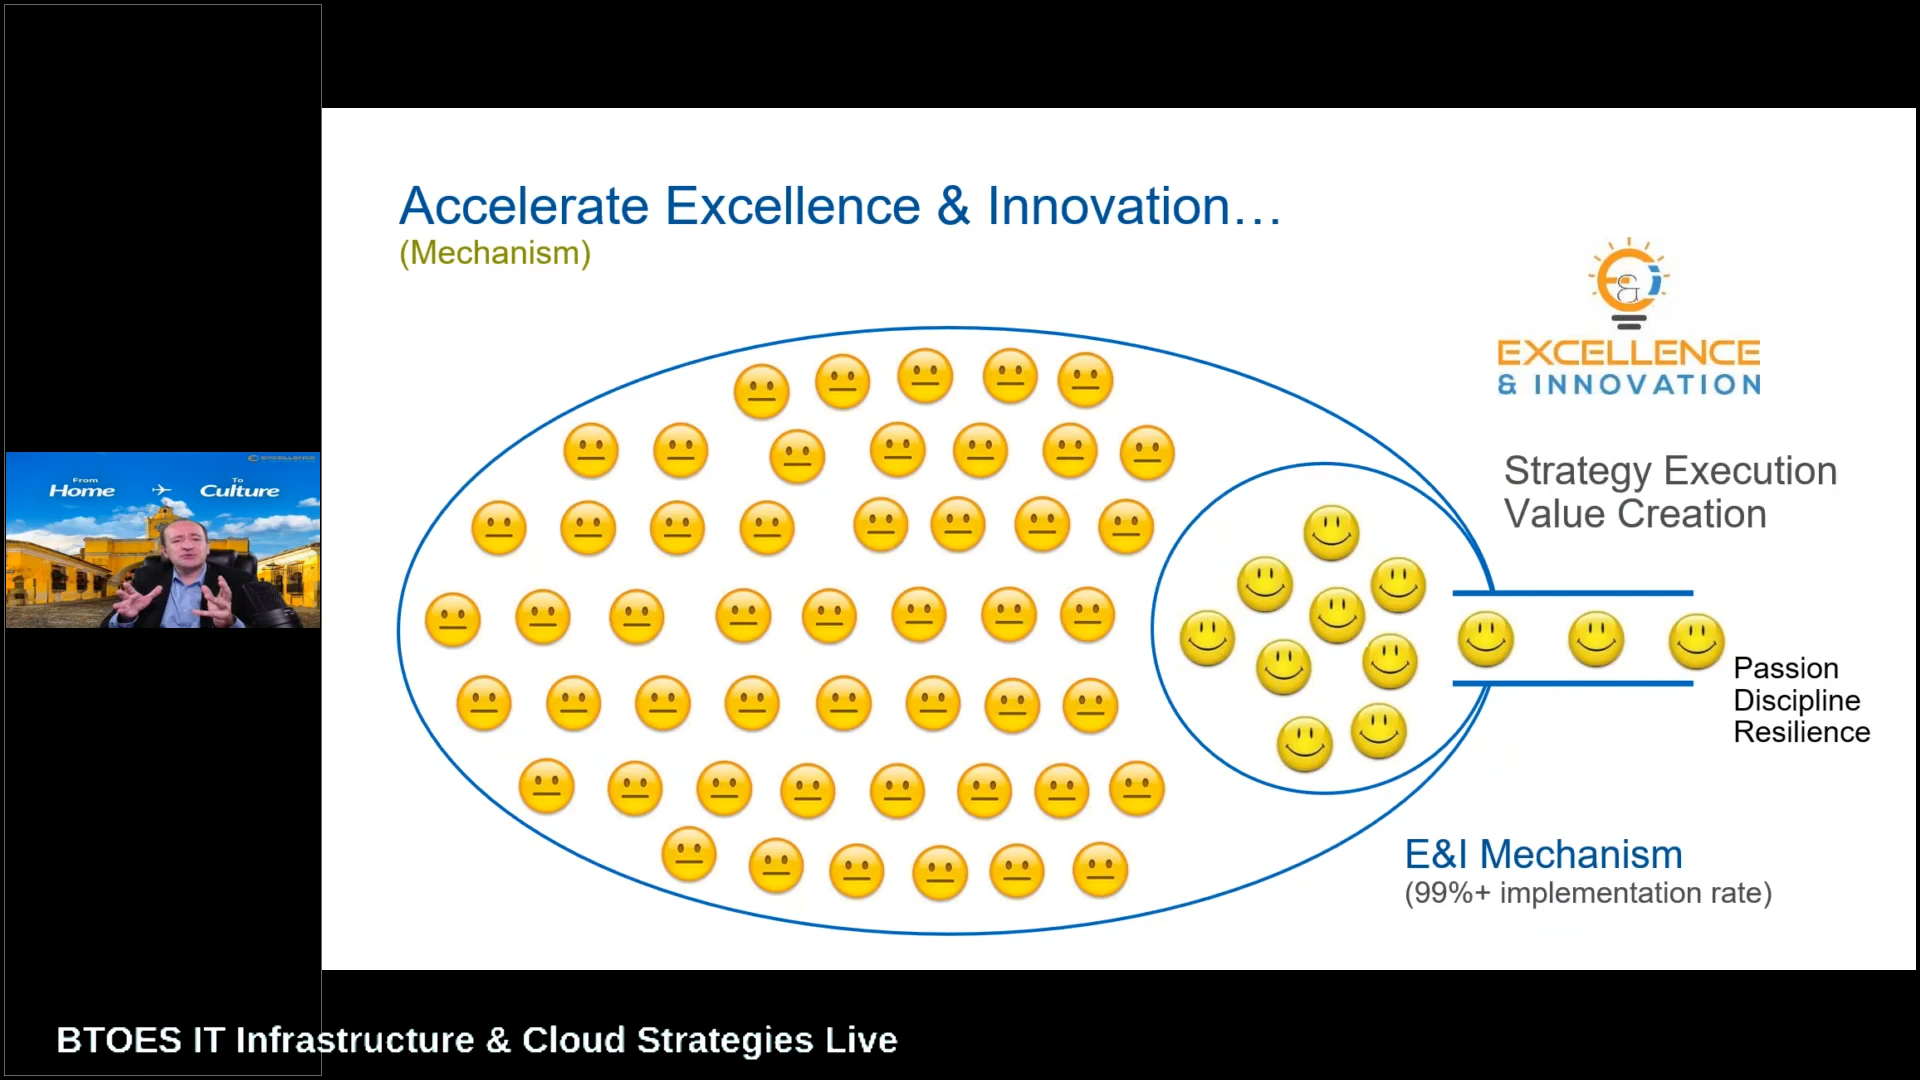 Accelerate Excellence & Innovation…
(Mechanism)
EXCELLENCE
& INNOVATION
Strategy Execution
Value Creation
Passion
Discipline
Resilience
E&I Mechanism
(99%+ implementation rate)
From To
Home Culture
EXCELLENCE
BTOES IT Infrastructure & Cloud Strategies Live